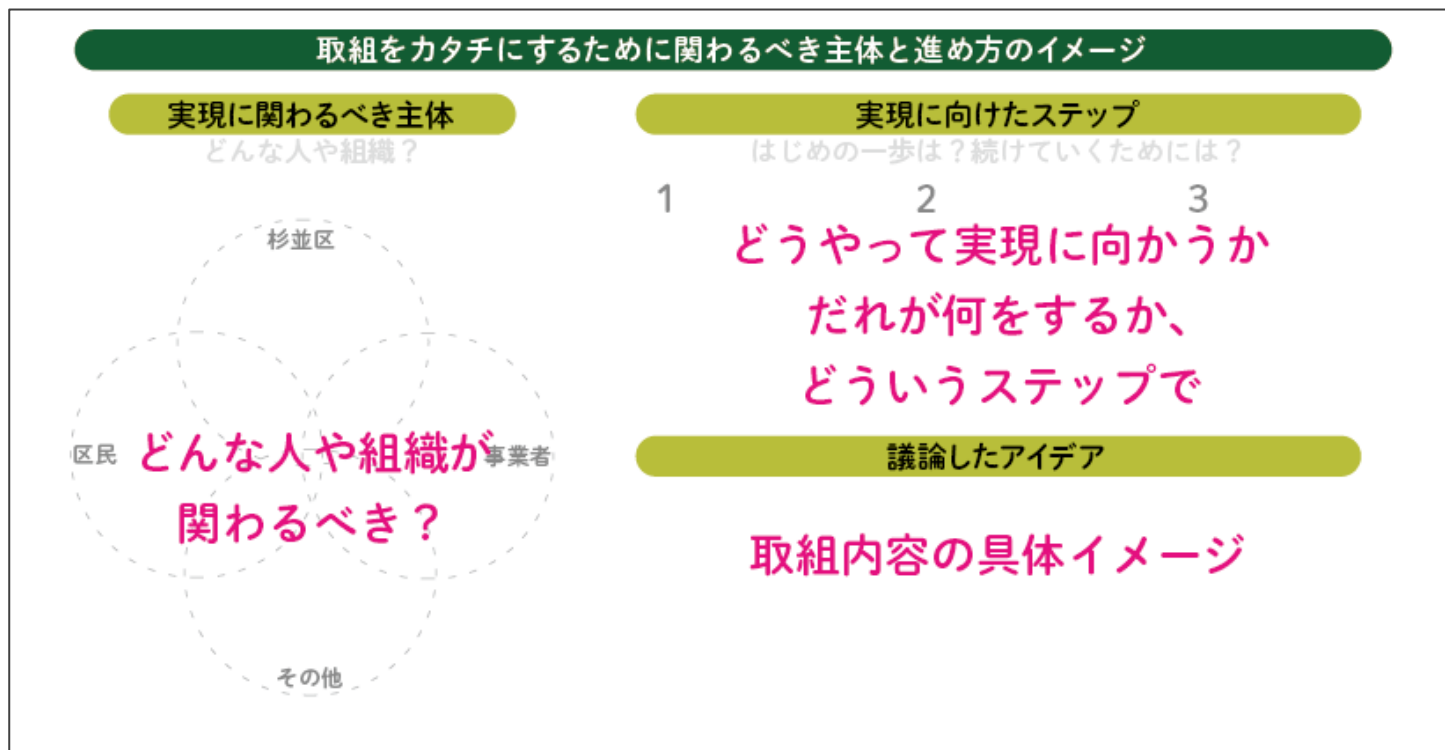 取組をカタチにするために関わるべき主体と進め方のイメージ
実現に関わるべき主体
どんな人や組織？
杉並区
区民
事業者
どんな人や組織が
関わるべき？
その他
実現に向けたステップ
はじめの一歩は？続けていくためには？
1 2 3
どうやって実現に向かうか
だれが何をするか、
どういうステップで
議論したアイデア
取組内容の具体イメージ